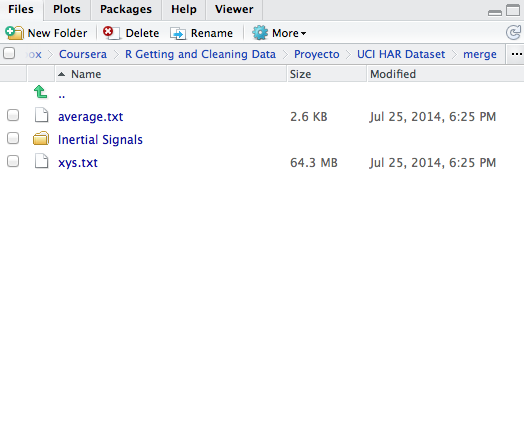 Files Plots Packages Help Viewer
New Folder Delete Rename More
ox Coursera R Getting and Cleaning Data Proyecto UCI HAR Dataset merge ...
Name Size Modified
..
average.txt 2.6 KB Jul 25, 2014, 6:25 PM
Inertial Signals
xys.txt 64.3 MB Jul 25, 2014, 6:25 PM